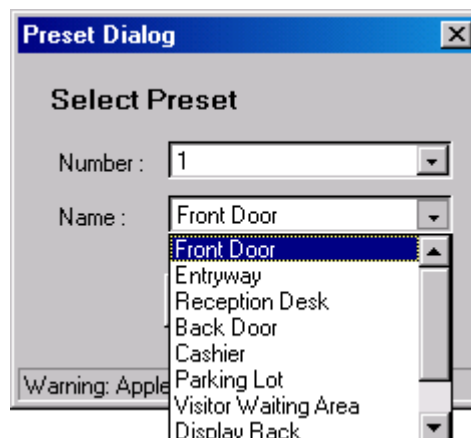 Preset Dialog
Select Preset
Number : 1
Name : Front Door
Front Door
Entryway
Reception Desk
Back Door
Cashier
Parking Lot
Warning: Apple
Visitor Waiting Area
Display Rack